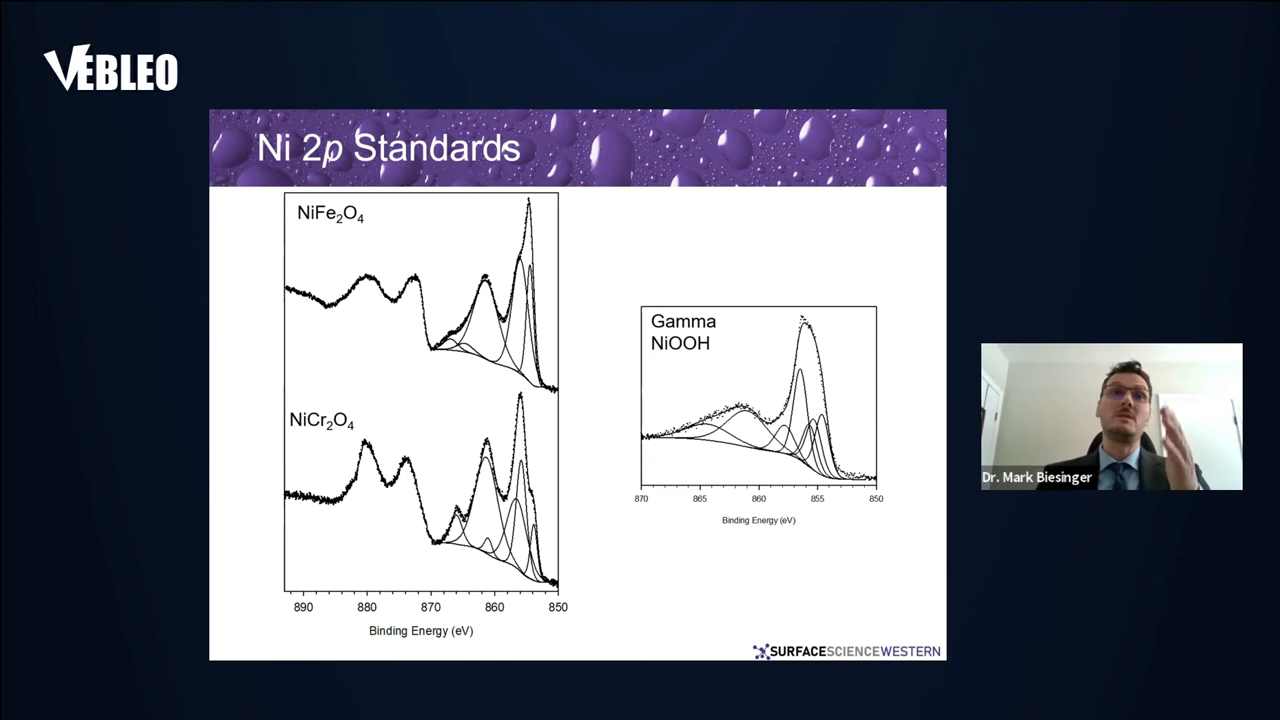 VEBLEO
Ni 2p Standards
NiFe₂O₄
NiCr₂O₄
890 880 870 860 850
Binding Energy (eV)
Gamma
NiOOH
870 865 860 855 850
Binding Energy (eV)
SURFACESCIENCEWESTERN
Dr. Mark Biesinger